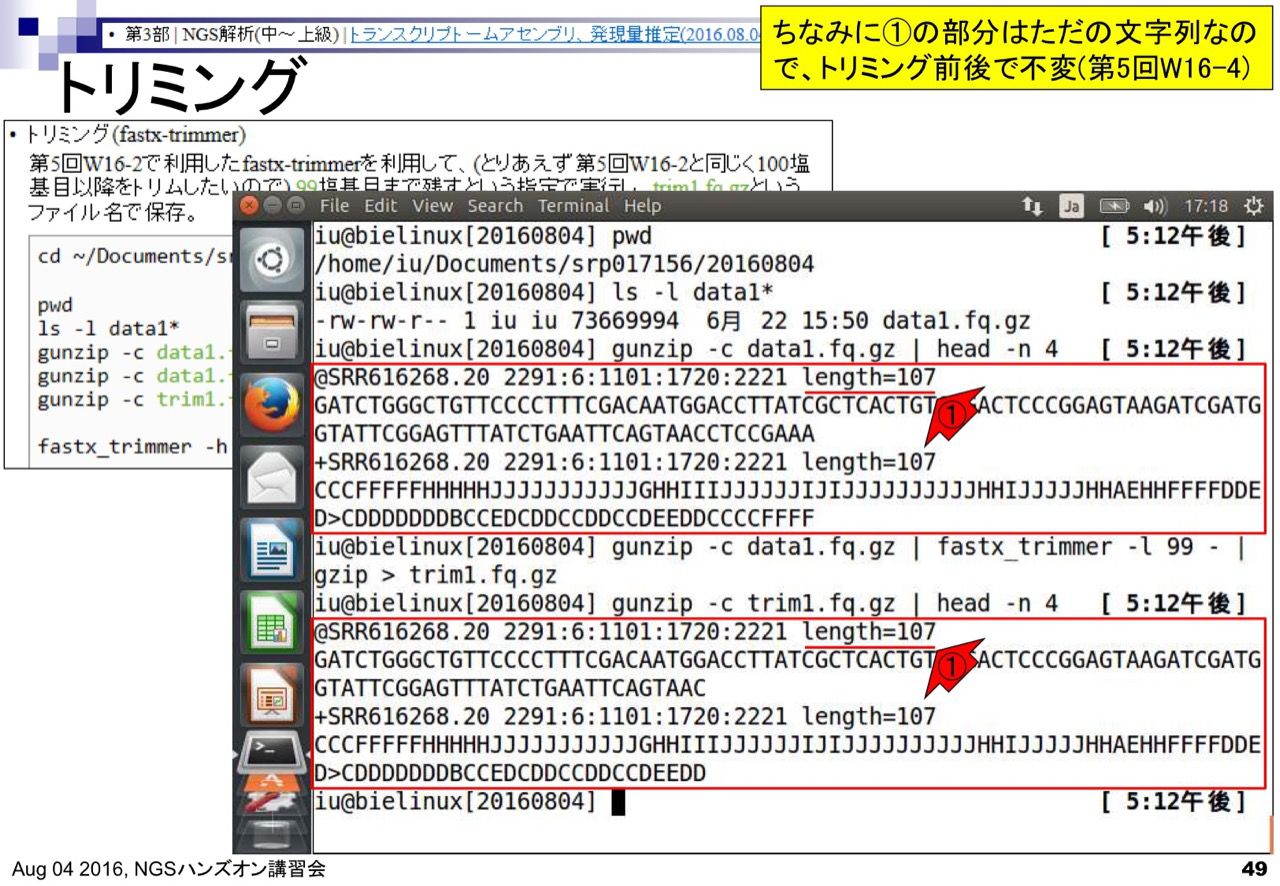 • 第3部 | NGS解析(中～上級) | トランスクリプトームアセンブリ、発現量推定(2016.08.0
ちなみに①の部分はただの文字列なの
で、トリミング前後で不変(第5回W16-4)
トリミング
• トリミング(fastx-trimmer)
第5回W16-2で利用したfastx-trimmerを利用して、(とりあえず第5回W16-2と同じく100塩
基目以降をトリムしたいので) 99塩基目まで残すという指定で実行し、trim1.fq.gzという
ファイル名で保存。
cd ~/Documents/sr
pwd
ls -l data1*
gunzip -c data1.
gunzip -c data1.
gunzip -c trim1.
fastx_trimmer -h
File Edit View Search Terminal Help
Ja
17:18
iu@bielinux[20160804] pwd [ 5:12午後]
/home/iu/Documents/srp017156/20160804
iu@bielinux[20160804] ls -l data1* [ 5:12午後]
-rw-rw-r-- 1 iu iu 73669994 6月 22 15:50 data1.fq.gz
iu@bielinux[20160804] gunzip -c data1.fq.gz | head -n 4 [ 5:12午後]
@SRR616268.20 2291:6:1101:1720:2221 length=107
GATCTGGGCTGTTCCCCTTTCGACAATGGACCTTATCGCTCACTGT ① ACTCCCGGAGTAAGATCGATG
GTATTCGGAGTTTATCTGAATTCAGTAACCTCCGAAA
+SRR616268.20 2291:6:1101:1720:2221 length=107
CCCFFFFFHHHHHJJJJJJJJJJJJGHHIIIJJJJJJIJIJJJJJJJJJJHHIJJJJJHHAEHHFFFFDDE
D>CDDDDDDDBCCEDCDDCCDDCCDEEDDCCCCFFFF
iu@bielinux[20160804] gunzip -c data1.fq.gz | fastx_trimmer -l 99 - |
gzip > trim1.fq.gz
iu@bielinux[20160804] gunzip -c trim1.fq.gz | head -n 4 [ 5:12午後]
@SRR616268.20 2291:6:1101:1720:2221 length=107
GATCTGGGCTGTTCCCCTTTCGACAATGGACCTTATCGCTCACTGT ① ACTCCCGGAGTAAGATCGATG
GTATTCGGAGTTTATCTGAATTCAGTAAC
+SRR616268.20 2291:6:1101:1720:2221 length=107
CCCFFFFFHHHHHJJJJJJJJJJJJGHHIIIJJJJJJIJIJJJJJJJJJJHHIJJJJJHHAEHHFFFFDDE
D>CDDDDDDDBCCEDCDDCCDDCCDEEDD
iu@bielinux[20160804] [ 5:12午後]
Aug 04 2016, NGSハンズオン講習会
49